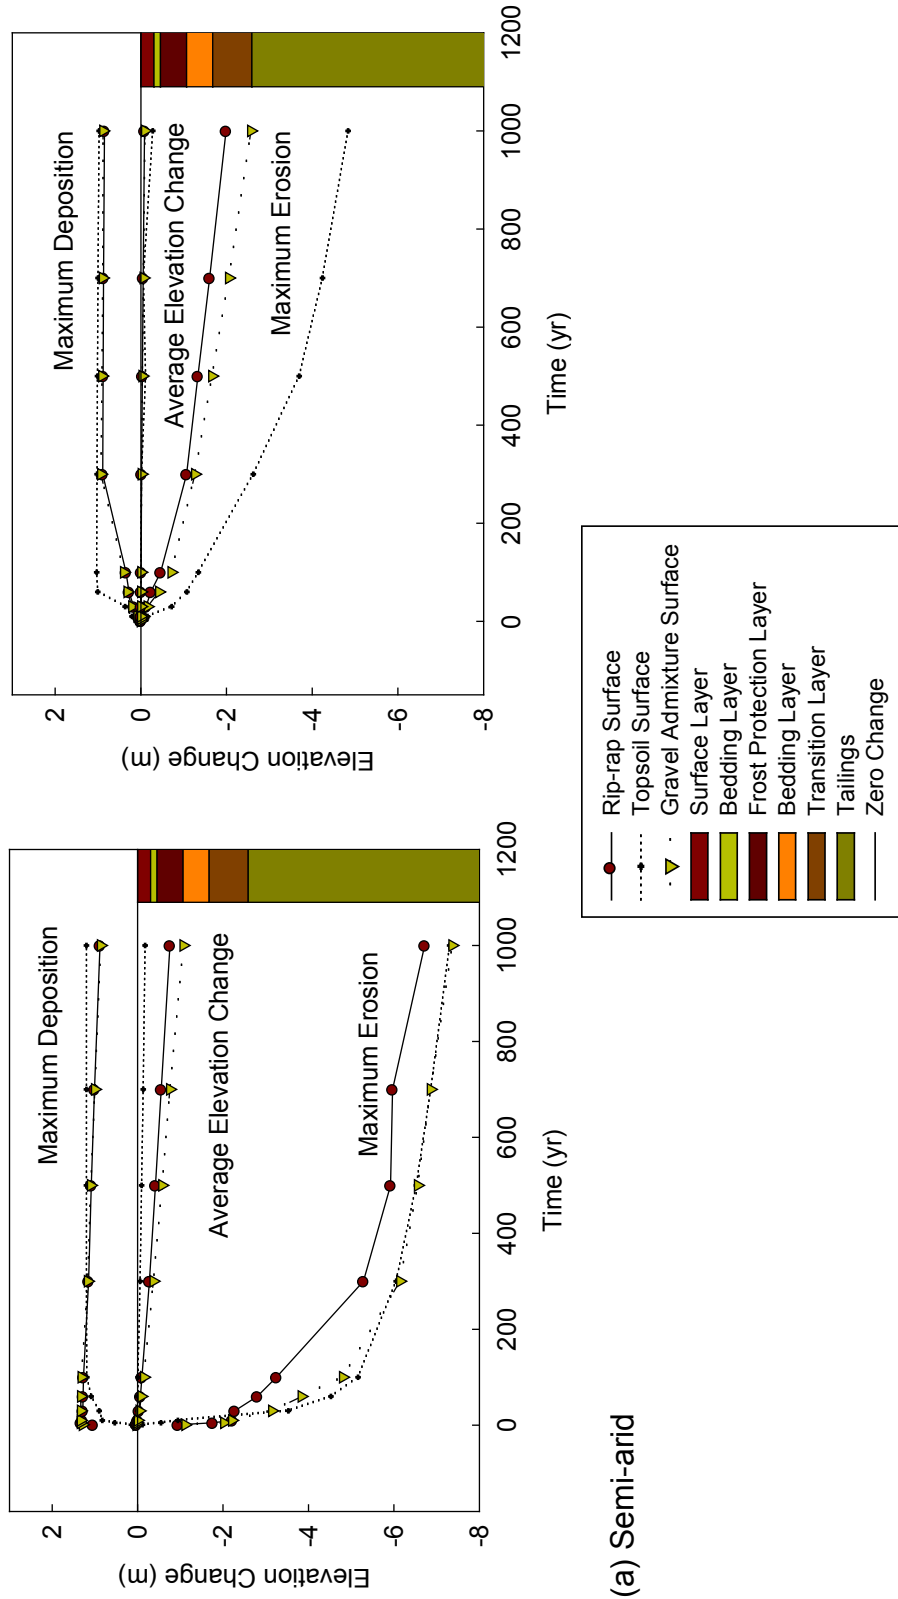 2
0
-2
-4
-6
-8
Elevation Change (m)
0
200
400
600
800
1000
1200
Time (yr)
Maximum Deposition
Average Elevation Change
Maximum Erosion
2
0
-2
-4
-6
-8
Elevation Change (m)
0
200
400
600
800
1000
1200
Time (yr)
Maximum Deposition
Average Elevation Change
Maximum Erosion
(a) Semi-arid
Rip-rap Surface
Topsoil Surface
Gravel Admixture Surface
Surface Layer
Bedding Layer
Frost Protection Layer
Bedding Layer
Transition Layer
Tailings
Zero Change